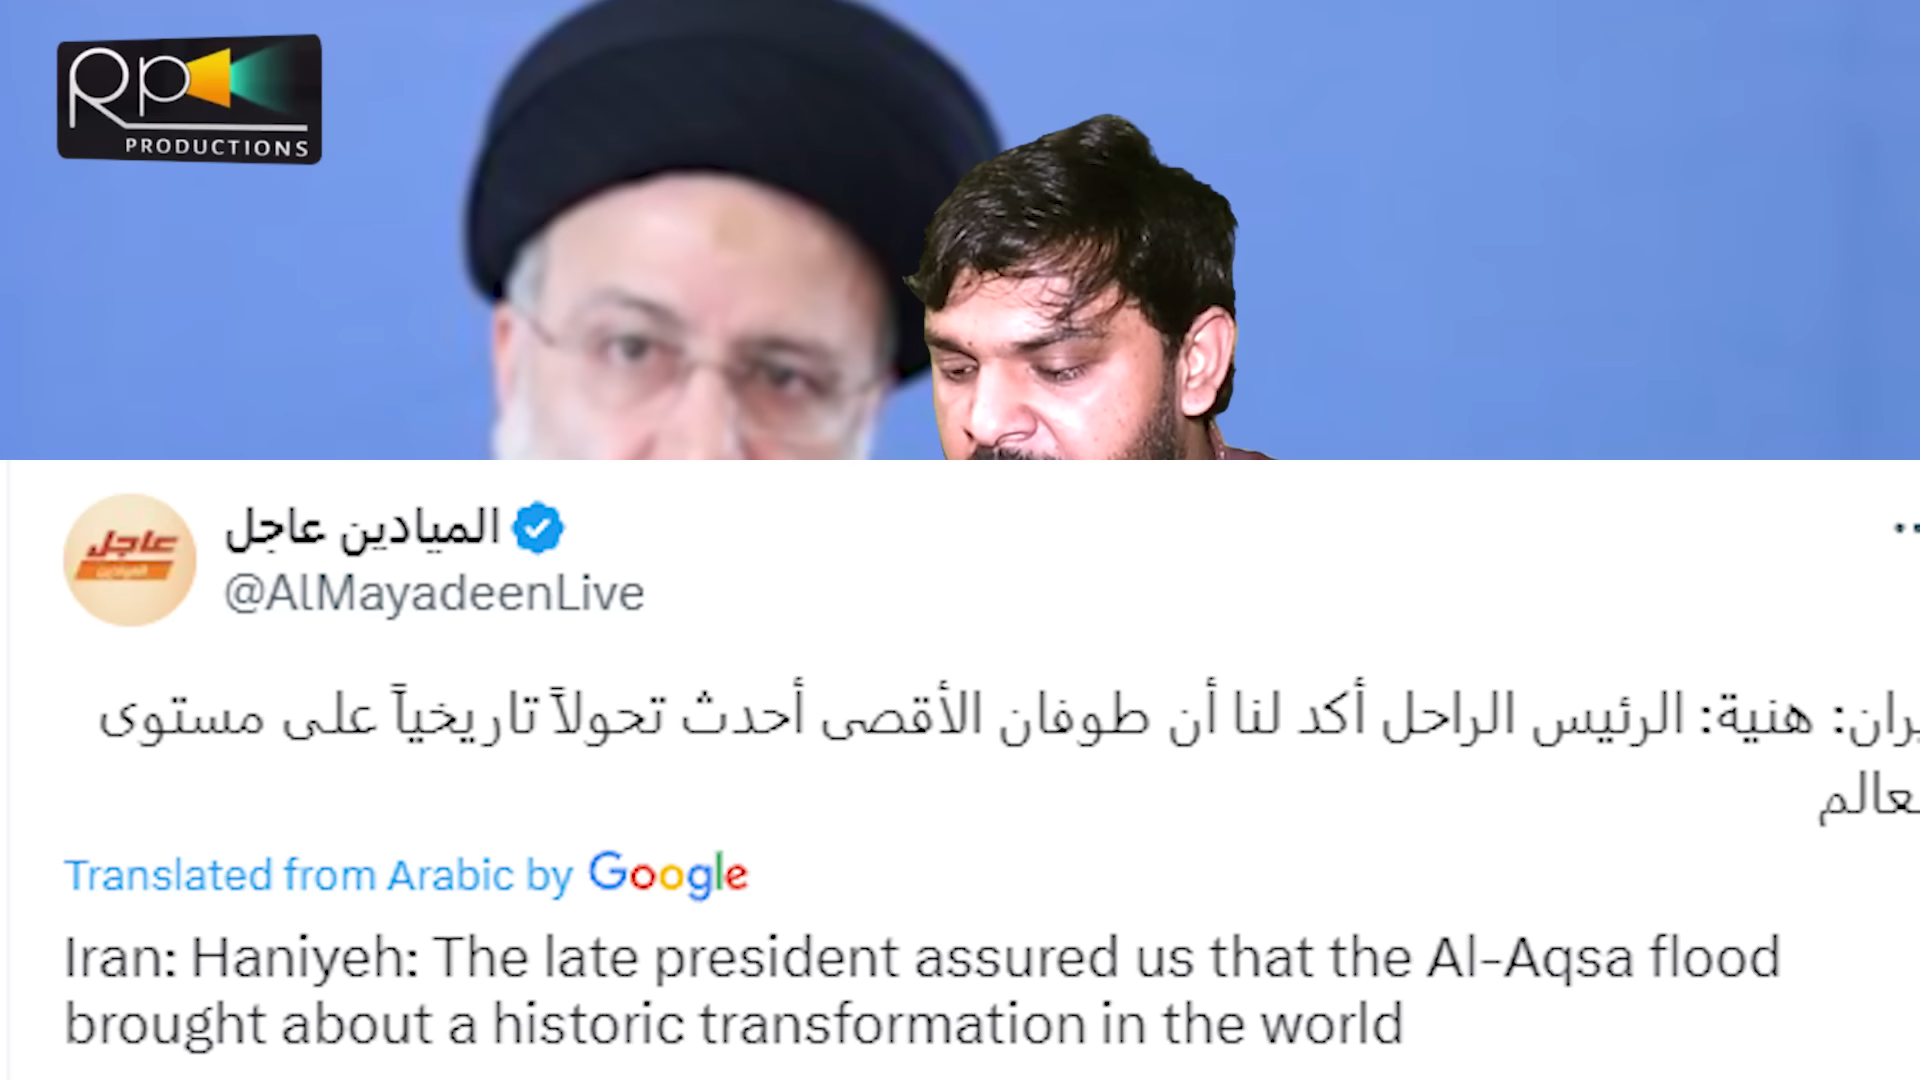 Rp
PRODUCTIONS
الميادين عاجل
@AlMayadeenLive
عاجل
الميادين
هنية: الرئيس الراحل أكد لنا أن طوفان الأقصى أحدث تحولاً تاريخياً على مستوى
Translated from Arabic by Google
Iran: Haniyeh: The late president assured us that the Al-Aqsa flood
brought about a historic transformation in the world